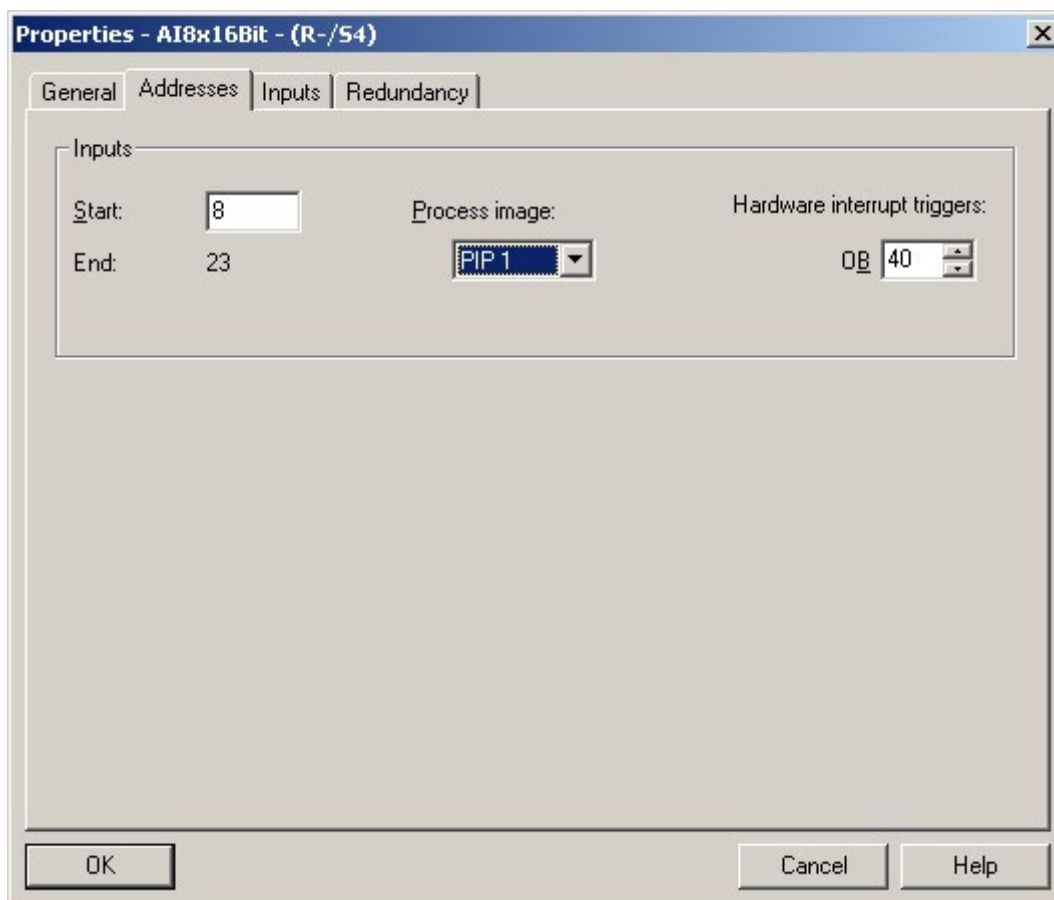 Properties - AI8x16Bit - (R-/S4)
General Addresses Inputs Redundancy
Inputs
Start: 8 Process image: Hardware interrupt triggers:
End: 23 PIP 1 OB 40
OK Cancel Help